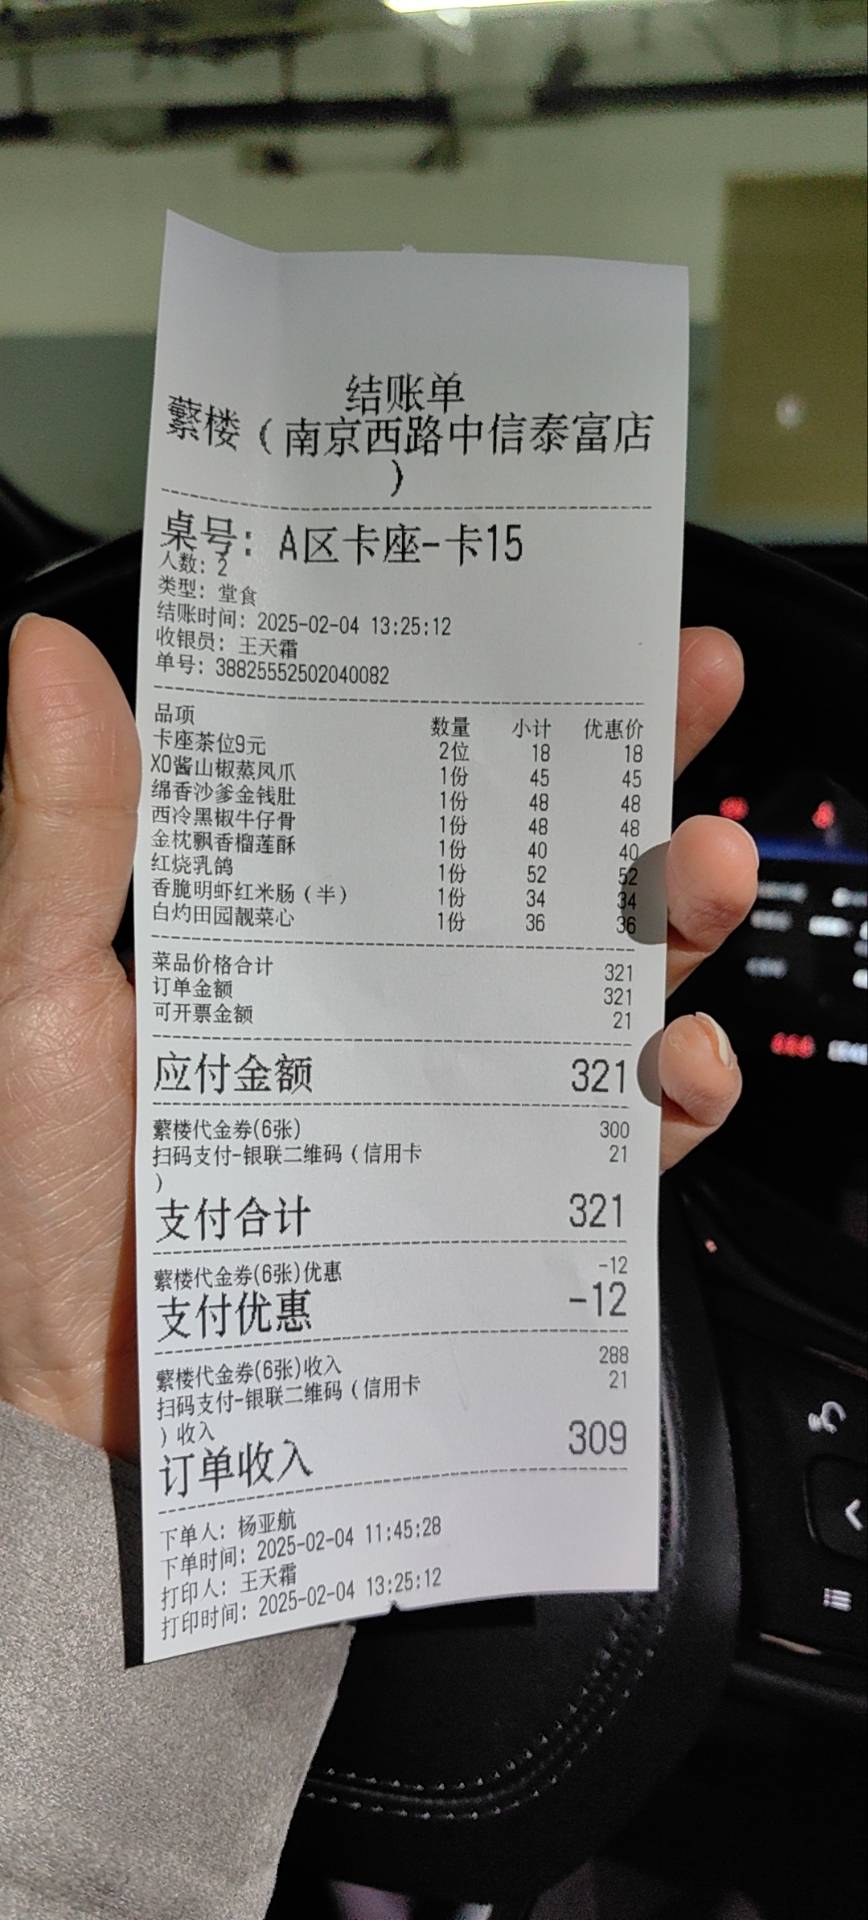 结账单
蘩楼（南京西路中信泰富店
）
桌号：A区卡座-卡15
人数：2
类型：堂食
结账时间：2025-02-04 13:25:12
收银员：王天霜
单号：38825552502040082
品项 数量 小计 优惠价
卡座茶位9元 2位 18 18
XO酱山椒蒸凤爪 1份 45 45
绵香沙爹金钱肚 1份 48 48
西冷黑椒牛仔骨 1份 48 48
金枕飘香榴莲酥 1份 40 40
红烧乳鸽 1份 52 52
香脆明虾红米肠（半） 1份 34 34
白灼田园靓菜心 1份 36 36
菜品价格合计 321
订单金额 321
可开票金额 21
应付金额 321
蘩楼代金券(6张) 300
扫码支付-银联二维码（信用卡 21
）
支付合计 321
蘩楼代金券(6张)优惠 -12
支付优惠 -12
蘩楼代金券(6张)收入 288
扫码支付-银联二维码（信用卡 21
）收入
订单收入 309
下单人：杨亚航
下单时间：2025-02-04 11:45:28
打印人：王天霜
打印时间：2025-02-04 13:25:12